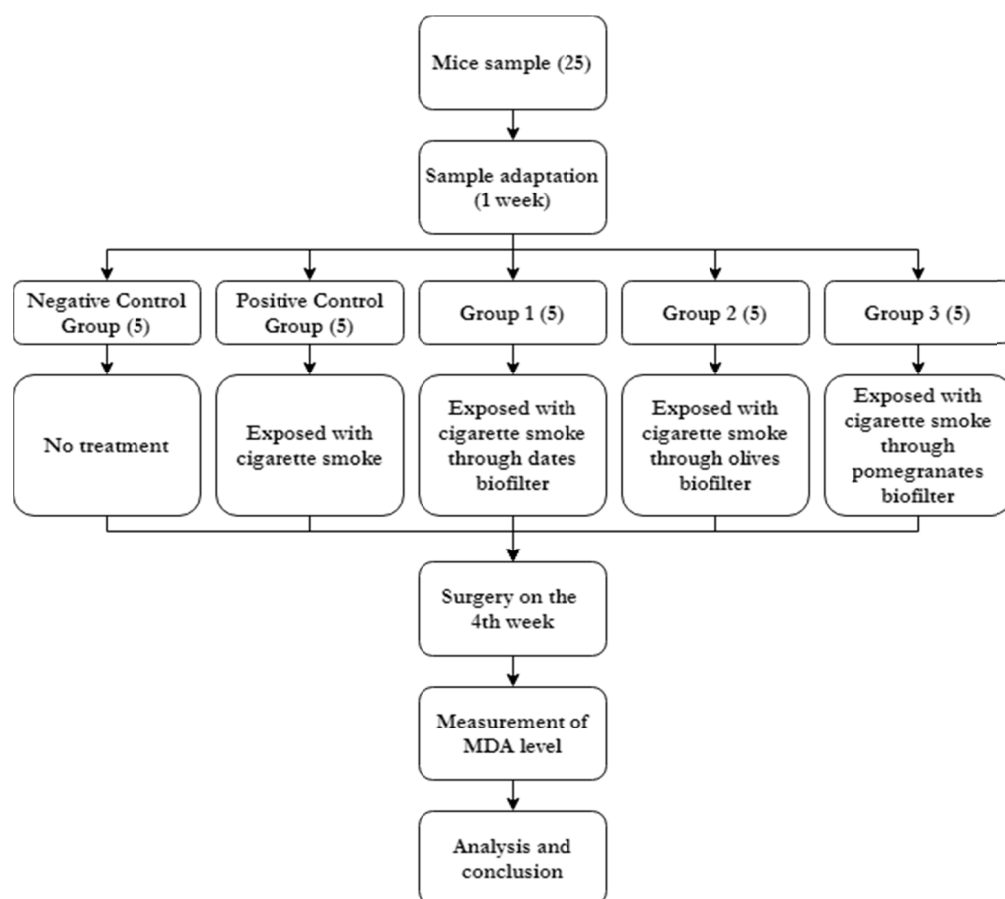 Mice sample (25)
Sample adaptation
(1 week)
Negative Control
Group (5)
Positive Control
Group (5)
Group 1 (5)
Group 2 (5)
Group 3 (5)
No treatment
Exposed with
cigarette smoke
Exposed with
cigarette smoke
through dates
biofilter
Exposed with
cigarette smoke
through olives
biofilter
Exposed with
cigarette smoke
through
pomegranates
biofilter
Surgery on the
4th week
Measurement of
MDA level
Analysis and
conclusion